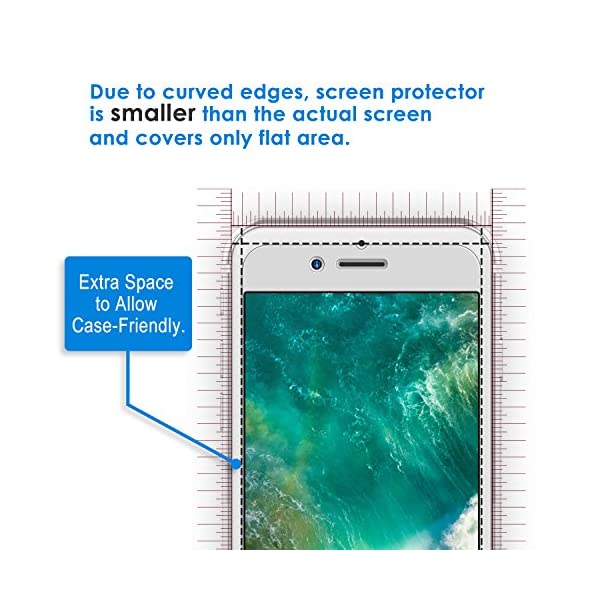 Due to curved edges, screen protector
is smaller than the actual screen
and covers only flat area.
Extra Space
to Allow
Case-Friendly.